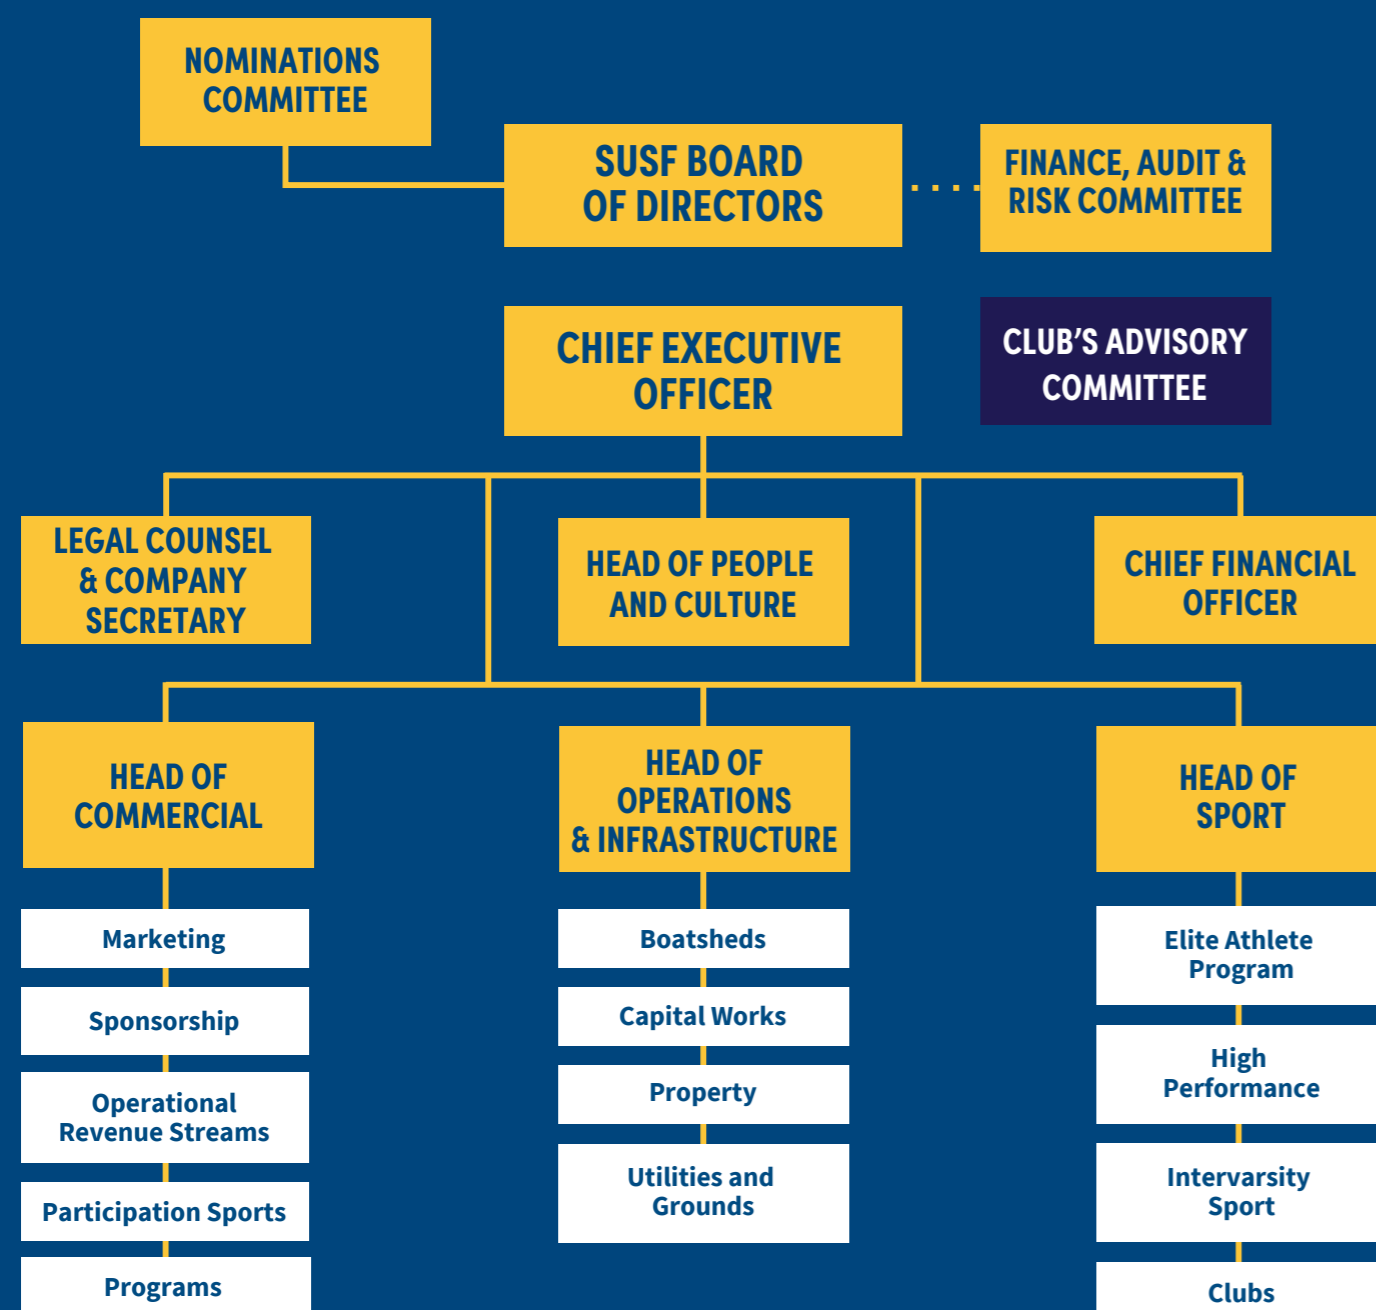 NOMINATIONS
COMMITTEE
SUSF BOARD
OF DIRECTORS
FINANCE, AUDIT &
RISK COMMITTEE
CHIEF EXECUTIVE
OFFICER
CLUB'S ADVISORY
COMMITTEE
LEGAL COUNSEL
& COMPANY
SECRETARY
HEAD OF PEOPLE
AND CULTURE
CHIEF FINANCIAL
OFFICER
HEAD OF
COMMERCIAL
HEAD OF
OPERATIONS
& INFRASTRUCTURE
HEAD OF
SPORT
Marketing
Sponsorship
Operational
Revenue Streams
Participation Sports
Programs
Boatsheds
Capital Works
Property
Utilities and
Grounds
Elite Athlete
Program
High
Performance
Intervarsity
Sport
Clubs